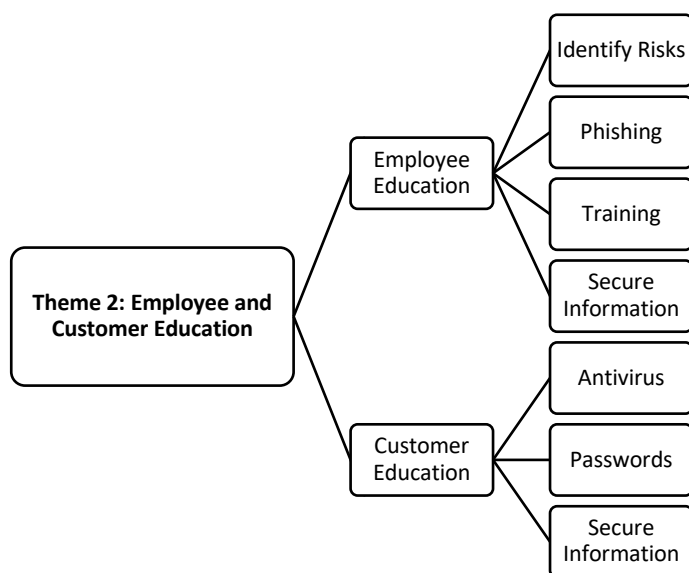 Theme 2: Employee and
Customer Education
Employee
Education
Identify Risks
Phishing
Training
Secure
Information
Customer
Education
Antivirus
Passwords
Secure
Information